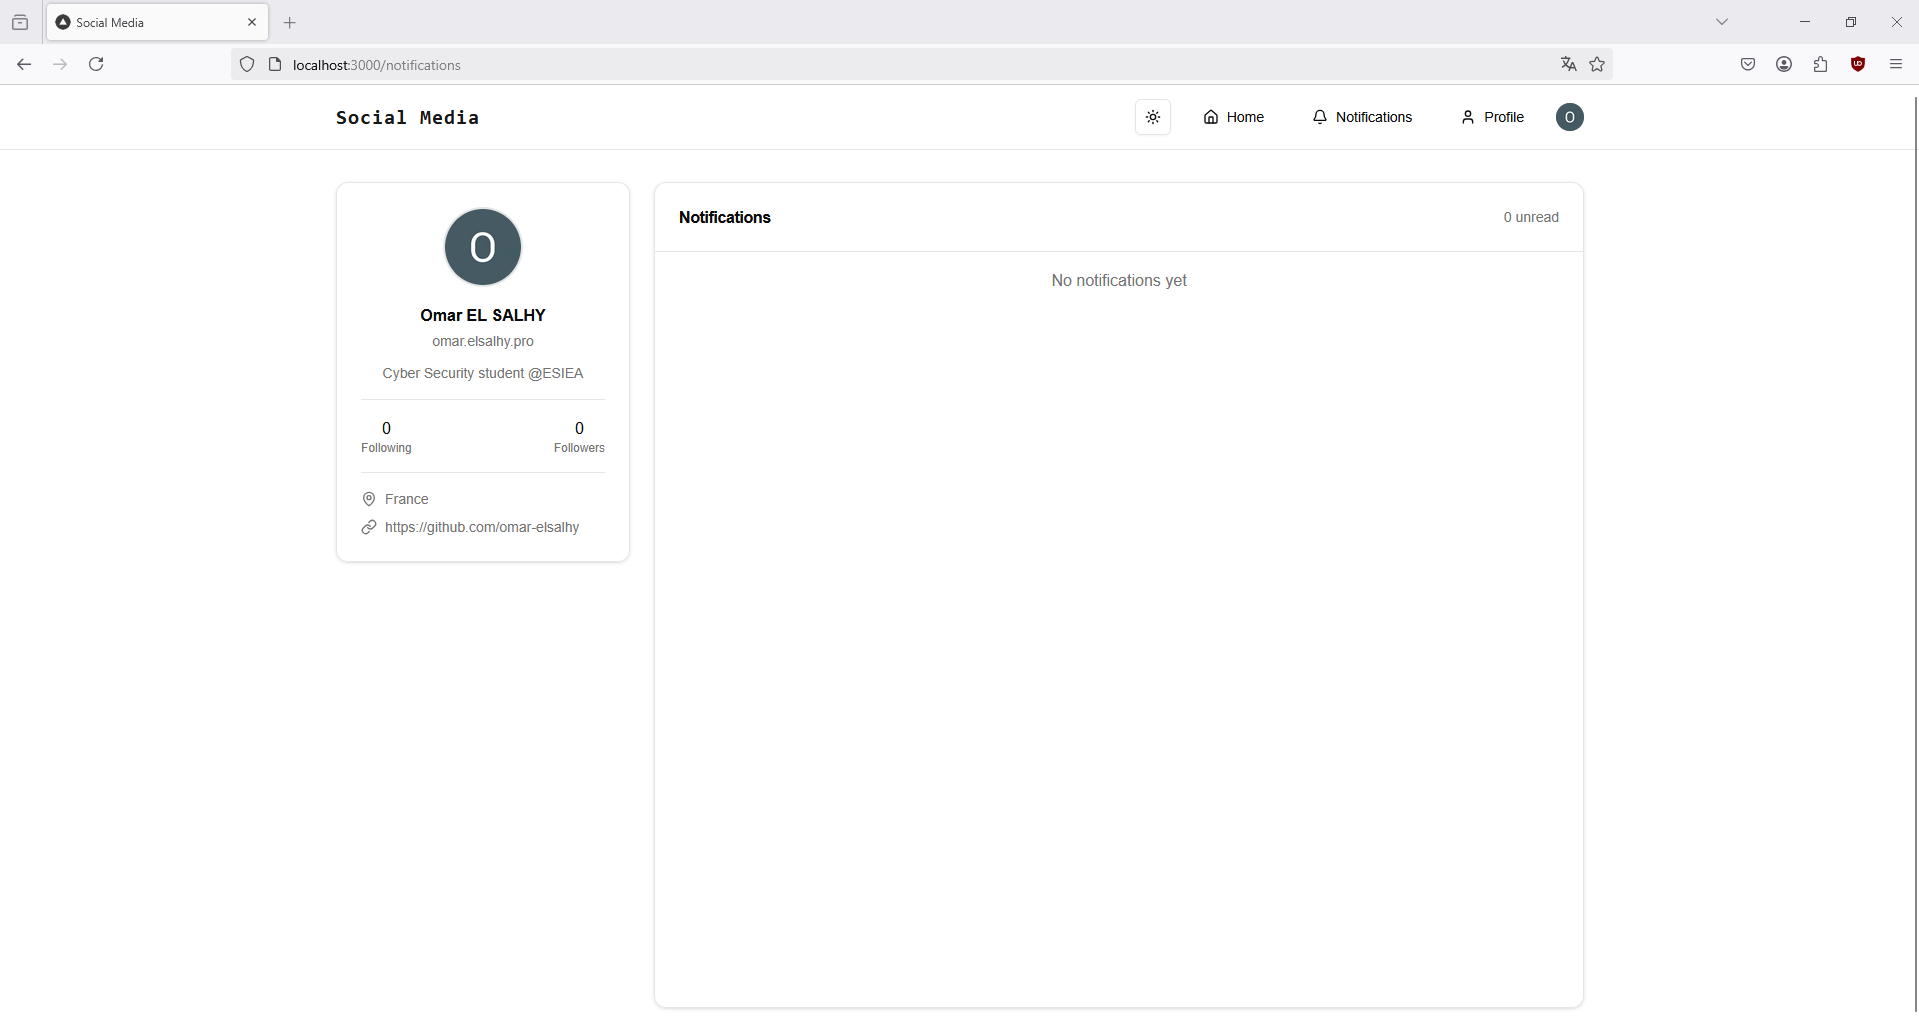 Social Media
localhost:3000/notifications
Social Media
Home
Notifications
Profile
O
O
Omar EL SALHY
omar.elsalhy.pro
Cyber Security student @ESIEA
0
Following
0
Followers
France
https://github.com/omar-elsalhy
Notifications
0 unread
No notifications yet